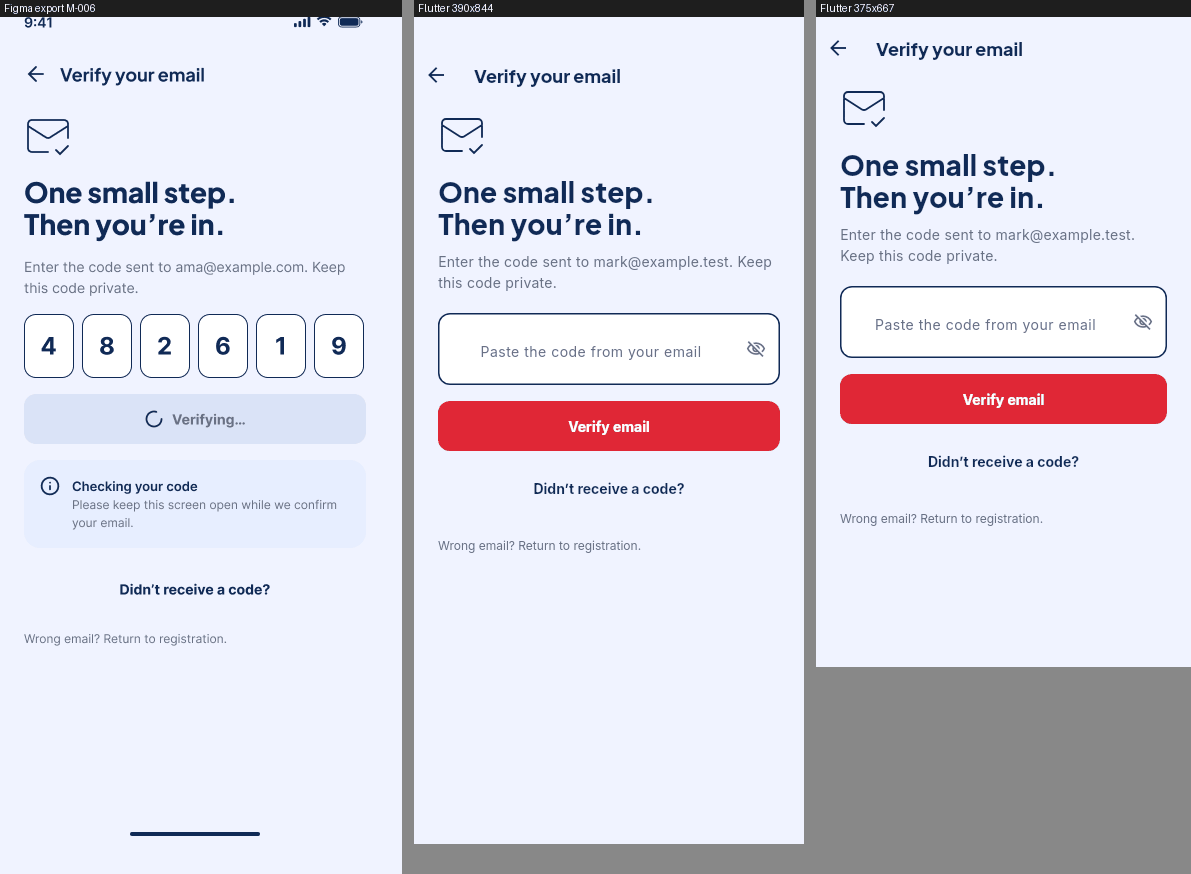 Figma export M-006
9:41
Verify your email
One small step.
Then you’re in.
Enter the code sent to ama@example.com. Keep
this code private.
4 8 2 6 1 9
Verifying…
Checking your code
Please keep this screen open while we confirm
your email.
Didn’t receive a code?
Wrong email? Return to registration.
Flutter 390x844
Verify your email
One small step.
Then you’re in.
Enter the code sent to mark@example.test. Keep
this code private.
Paste the code from your email
Verify email
Didn’t receive a code?
Wrong email? Return to registration.
Flutter 375x667
Verify your email
One small step.
Then you’re in.
Enter the code sent to mark@example.test.
Keep this code private.
Paste the code from your email
Verify email
Didn’t receive a code?
Wrong email? Return to registration.